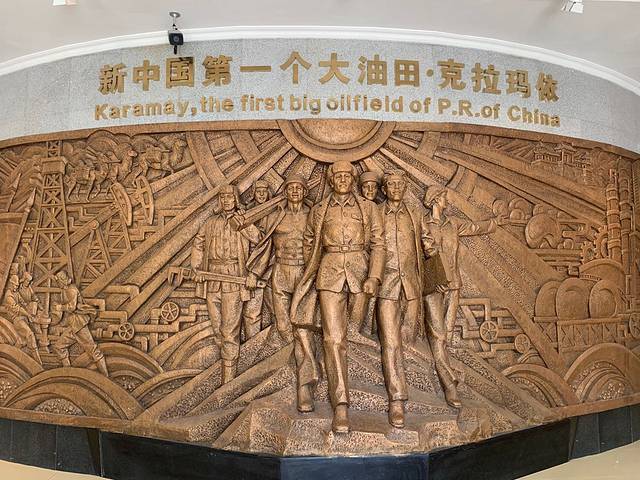 新中国第一个大油田·克拉玛依
Karamay, the first big oilfield of P.R.of China